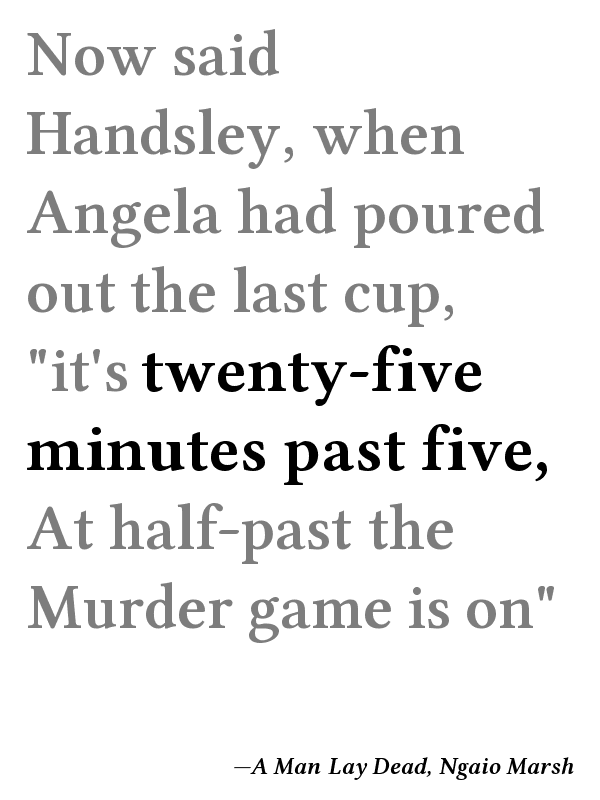 Now said
Handsley, when
Angela had poured
out the last cup,
"it's twenty-five
minutes past five,
At half-past the
Murder game is on"
—A Man Lay Dead, Ngaio Marsh